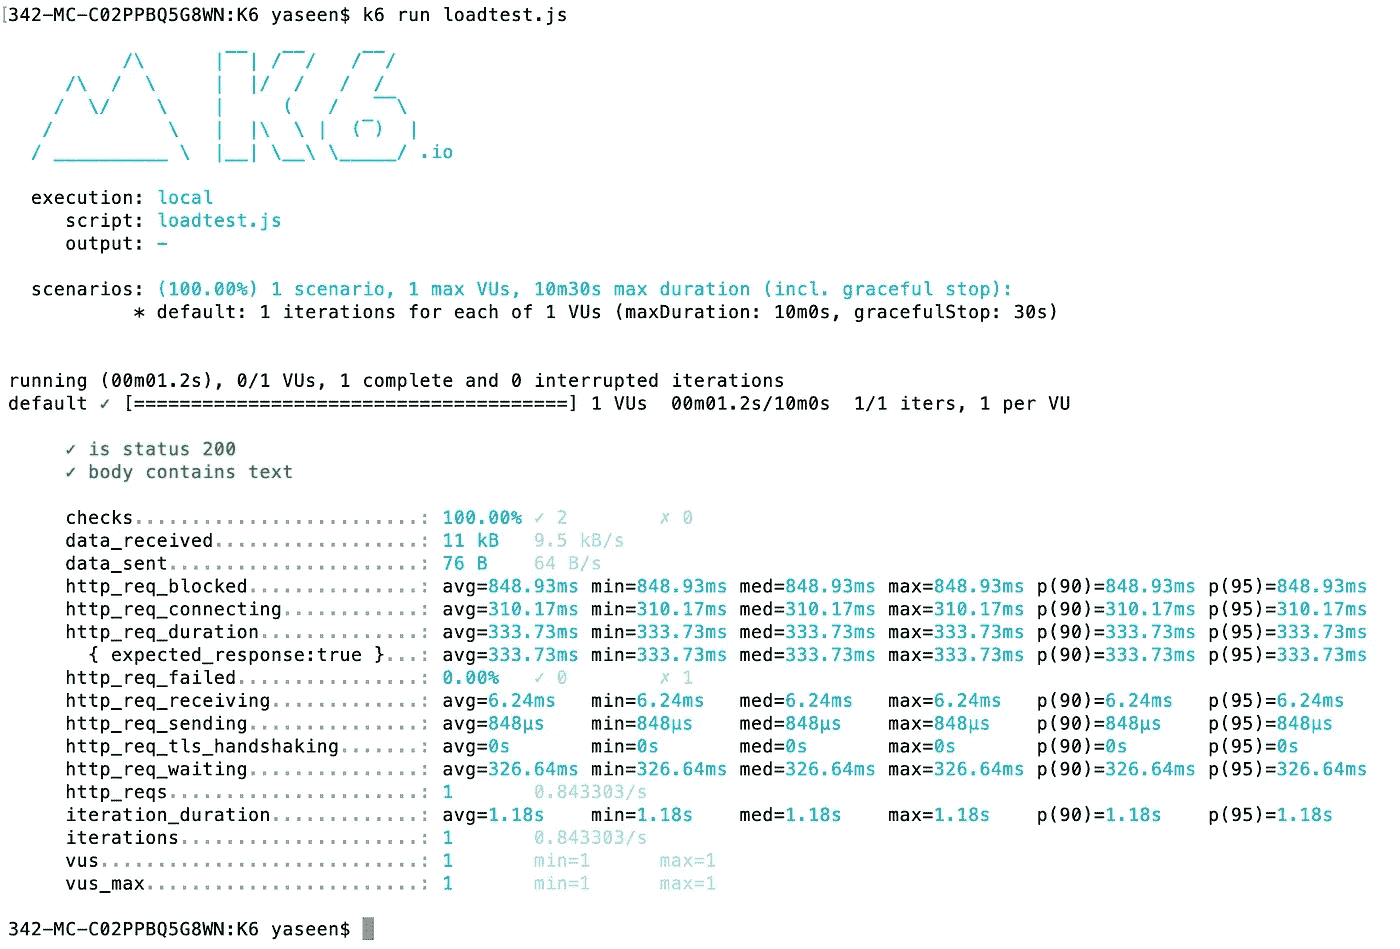 [342-MC-C02PPBQ5G8WN:K6 yaseen$ k6 run loadtest.js
K6 .io
execution: local
script: loadtest.js
output: -
scenarios: (100.00%) 1 scenario, 1 max VUs, 10m30s max duration (incl. graceful stop):
* default: 1 iterations for each of 1 VUs (maxDuration: 10m0s, gracefulStop: 30s)
running (00m01.2s), 0/1 VUs, 1 complete and 0 interrupted iterations
default ✓ [======================================] 1 VUs  00m01.2s/10m0s  1/1 iters, 1 per VU
✓ is status 200
✓ body contains text
checks.........................: 100.00% ✓ 2        ✗ 0
data_received..................: 11 kB   9.5 kB/s
data_sent......................: 76 B    64 B/s
http_req_blocked...............: avg=848.93ms min=848.93ms med=848.93ms max=848.93ms p(90)=848.93ms p(95)=848.93ms
http_req_connecting............: avg=310.17ms min=310.17ms med=310.17ms max=310.17ms p(90)=310.17ms p(95)=310.17ms
http_req_duration..............: avg=333.73ms min=333.73ms med=333.73ms max=333.73ms p(90)=333.73ms p(95)=333.73ms
{ expected_response:true }...: avg=333.73ms min=333.73ms med=333.73ms max=333.73ms p(90)=333.73ms p(95)=333.73ms
http_req_failed................: 0.00%   ✓ 0        ✗ 1
http_req_receiving.............: avg=6.24ms   min=6.24ms   med=6.24ms   max=6.24ms   p(90)=6.24ms   p(95)=6.24ms
http_req_sending...............: avg=848µs    min=848µs    med=848µs    max=848µs    p(90)=848µs    p(95)=848µs
http_req_tls_handshaking.......: avg=0s       min=0s       med=0s       max=0s       p(90)=0s       p(95)=0s
http_req_waiting...............: avg=326.64ms min=326.64ms med=326.64ms max=326.64ms p(90)=326.64ms p(95)=326.64ms
http_reqs......................: 1       0.843303/s
iteration_duration.............: avg=1.18s    min=1.18s    med=1.18s    max=1.18s    p(90)=1.18s    p(95)=1.18s
iterations.....................: 1       0.843303/s
vus............................: 1       min=1      max=1
vus_max........................: 1       min=1      max=1
342-MC-C02PPBQ5G8WN:K6 yaseen$